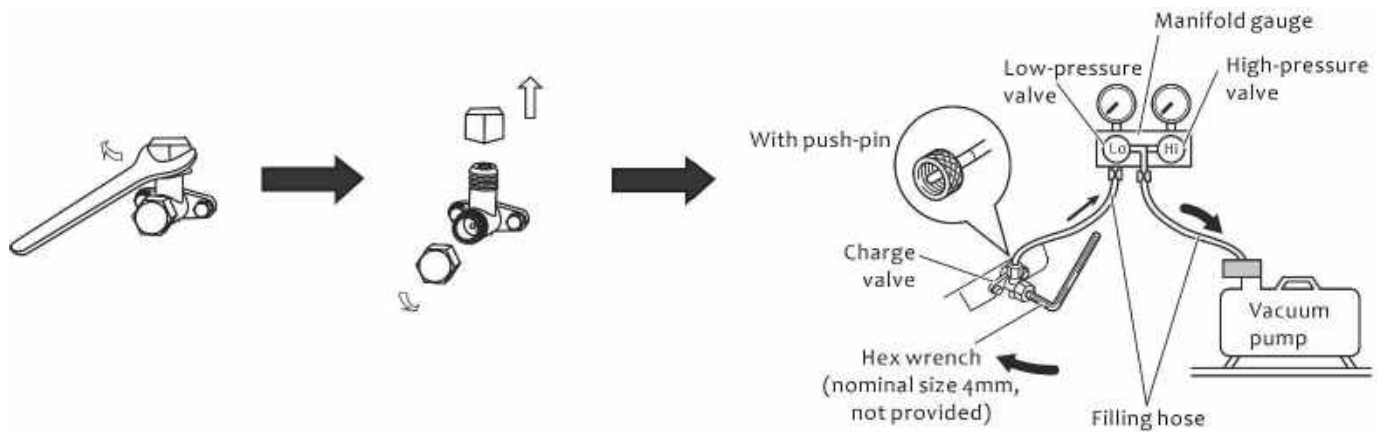 Manifold gauge
Low-pressure
valve
High-pressure
valve
With push-pin
Lo
Hi
Charge
valve
Vacuum
pump
Hex wrench
(nominal size 4mm,
not provided)
Filling hose